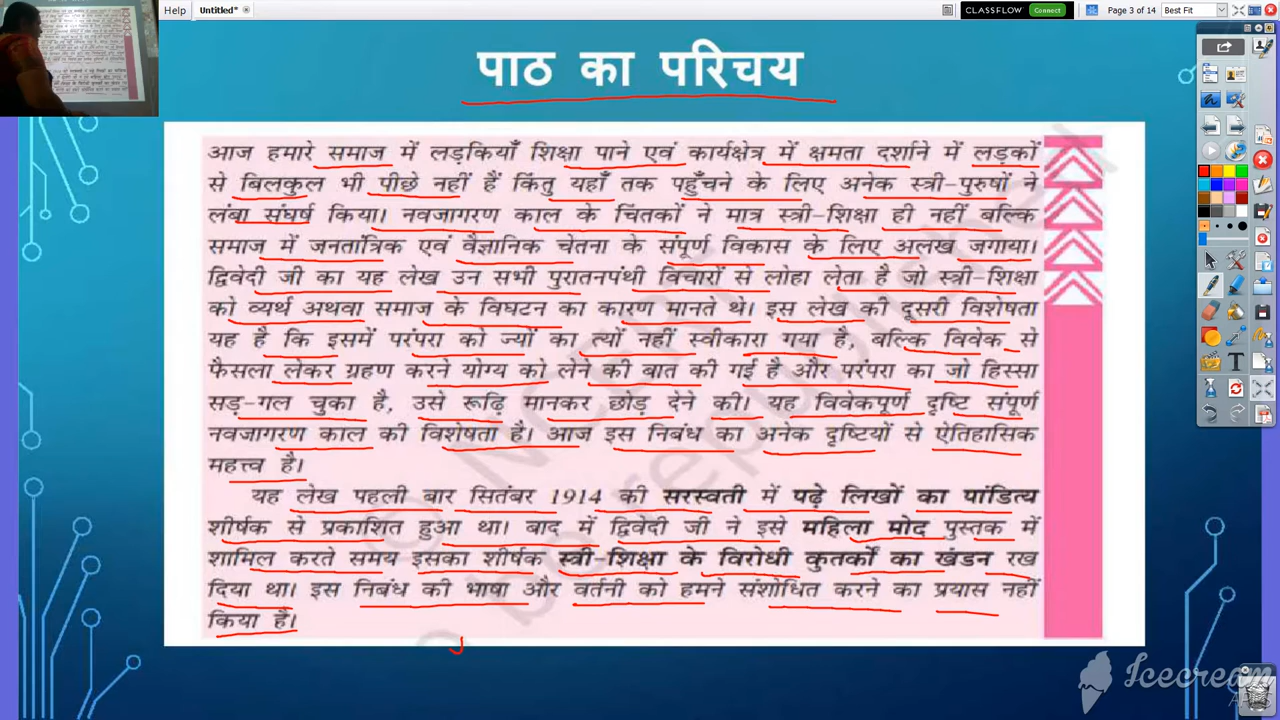 Help
Untitled*
CLASSFLOW Connect
Page 3 of 14
Best Fit
पाठ का परिचय
आज हमारे समाज में लड़कियाँ शिक्षा पाने एवं कार्यक्षेत्र में क्षमता दर्शाने में लड़कों
से बिलकुल भी पीछे नहीं हैं किंतु यहाँ तक पहुँचने के लिए अनेक स्त्री-पुरुषों ने
लंबा संघर्ष किया। नवजागरण काल के चिंतकों ने मात्र स्त्री-शिक्षा ही नहीं बल्कि
समाज में जनतांत्रिक एवं वैज्ञानिक चेतना के संपूर्ण विकास के लिए अलख जगाया।
द्विवेदी जी का यह लेख उन सभी पुरातनपंथी विचारों से लोहा लेता है जो स्त्री-शिक्षा
को व्यर्थ अथवा समाज के विघटन का कारण मानते थे। इस लेख की दूसरी विशेषता
यह है कि इसमें परंपरा को ज्यों का त्यों नहीं स्वीकारा गया है, बल्कि विवेक से
फैसला लेकर ग्रहण करने योग्य को लेने की बात की गई है और परंपरा का जो हिस्सा
सड़-गल चुका है, उसे रूढ़ि मानकर छोड़ देने की। यह विवेकपूर्ण दृष्टि संपूर्ण
नवजागरण काल की विशेषता है। आज इस निबंध का अनेक दृष्टियों से ऐतिहासिक
महत्त्व है।
यह लेख पहली बार सितंबर 1914 की सरस्वती में पढ़े लिखों का पांडित्य
शीर्षक से प्रकाशित हुआ था। बाद में द्विवेदी जी ने इसे महिला मोद पुस्तक में
शामिल करते समय इसका शीर्षक स्त्री-शिक्षा के विरोधी कुतर्कों का खंडन रख
दिया था। इस निबंध की भाषा और वर्तनी को हमने संशोधित करने का प्रयास नहीं
किया है।
Icecream
APPS